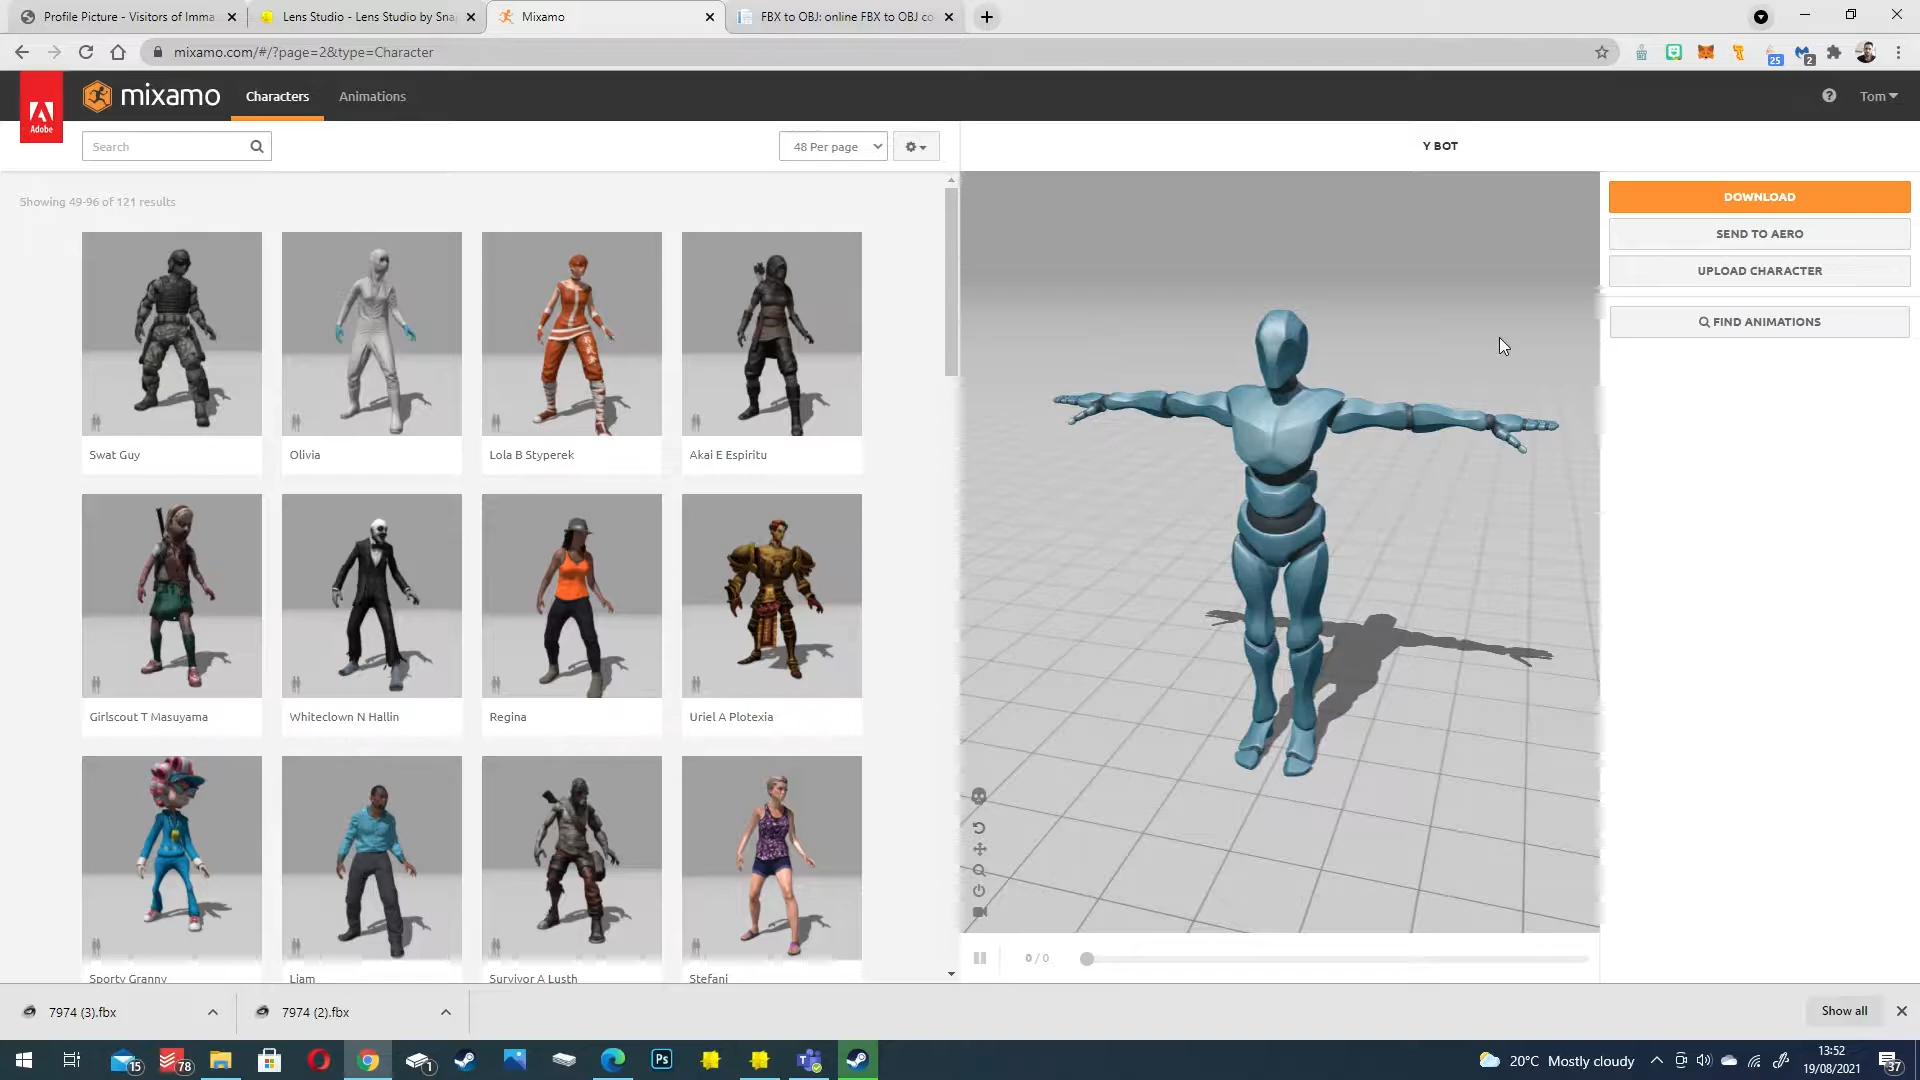 Profile Picture - Visitors of Imma
Lens Studio - Lens Studio by Snap
Mixamo
FBX to OBJ: online FBX to OBJ co
mixamo.com/#/?page=2&type=Character
25
2
Adobe
mixamo
Characters
Animations
Tom
Search
48 Per page
Y BOT
Showing 49-96 of 121 results
DOWNLOAD
SEND TO AERO
UPLOAD CHARACTER
FIND ANIMATIONS
Swat Guy
Olivia
Lola B Styperek
Akai E Espiritu
Girlscout T Masuyama
Whiteclown N Hallin
Regina
Uriel A Plotexia
Sporty Granny
Liam
Survivor A Lusth
Stefani
0 / 0
7974 (3).fbx
7974 (2).fbx
Show all
15
78
1
Ps
20°C Mostly cloudy
13:52
19/08/2021
37